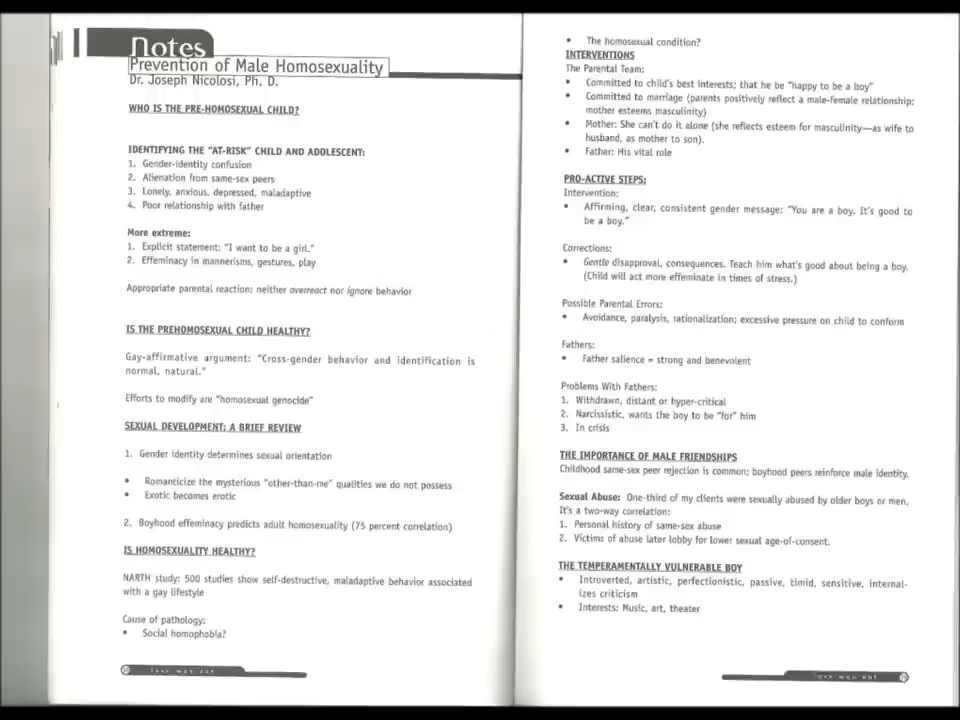 notes
Prevention of Male Homosexuality
Dr. Joseph Nicolosi, Ph. D.
WHO IS THE PRE-HOMOSEXUAL CHILD?
IDENTIFYING THE "AT-RISK" CHILD AND ADOLESCENT:
1. Gender-identity confusion
2. Alienation from same-sex peers
3. Lonely, anxious, depressed, maladaptive
4. Poor relationship with father
More extreme:
1. Explicit statement: "I want to be a girl."
2. Effeminacy in mannerisms, gestures, play
Appropriate parental reaction: neither overreact nor ignore behavior
IS THE PREHOMOSEXUAL CHILD HEALTHY?
Gay-affirmative argument: "Cross-gender behavior and identification is
normal, natural."
Efforts to modify are "homosexual genocide"
SEXUAL DEVELOPMENT: A BRIEF REVIEW
1. Gender identity determines sexual orientation
• Romanticize the mysterious "other-than-me" qualities we do not possess
• Exotic becomes erotic
2. Boyhood effeminacy predicts adult homosexuality (75 percent correlation)
IS HOMOSEXUALITY HEALTHY?
NARTH study: 500 studies show self-destructive, maladaptive behavior associated
with a gay lifestyle
Cause of pathology:
• Social homophobia?
love won out
• The homosexual condition?
INTERVENTIONS
The Parental Team:
• Committed to child's best interests; that he be "happy to be a boy"
• Committed to marriage (parents positively reflect a male-female relationship;
mother esteems masculinity)
• Mother: She can't do it alone (she reflects esteem for masculinity—as wife to
husband, as mother to son).
• Father: His vital role
PRO-ACTIVE STEPS:
Intervention:
• Affirming, clear, consistent gender message: "You are a boy. It's good to
be a boy."
Corrections:
• Gentle disapproval, consequences. Teach him what's good about being a boy.
(Child will act more effeminate in times of stress.)
Possible Parental Errors:
• Avoidance, paralysis, rationalization; excessive pressure on child to conform
Fathers:
• Father salience = strong and benevolent
Problems With Fathers:
1. Withdrawn, distant or hyper-critical
2. Narcissistic, wants the boy to be "for" him
3. In crisis
THE IMPORTANCE OF MALE FRIENDSHIPS
Childhood same-sex peer rejection is common; boyhood peers reinforce male identity.
Sexual Abuse: One-third of my clients were sexually abused by older boys or men.
It's a two-way correlation:
1. Personal history of same-sex abuse
2. Victims of abuse later lobby for lower sexual age-of-consent.
THE TEMPERAMENTALLY VULNERABLE BOY
• Introverted, artistic, perfectionistic, passive, timid, sensitive, internal-
izes criticism
• Interests: Music, art, theater
love won out